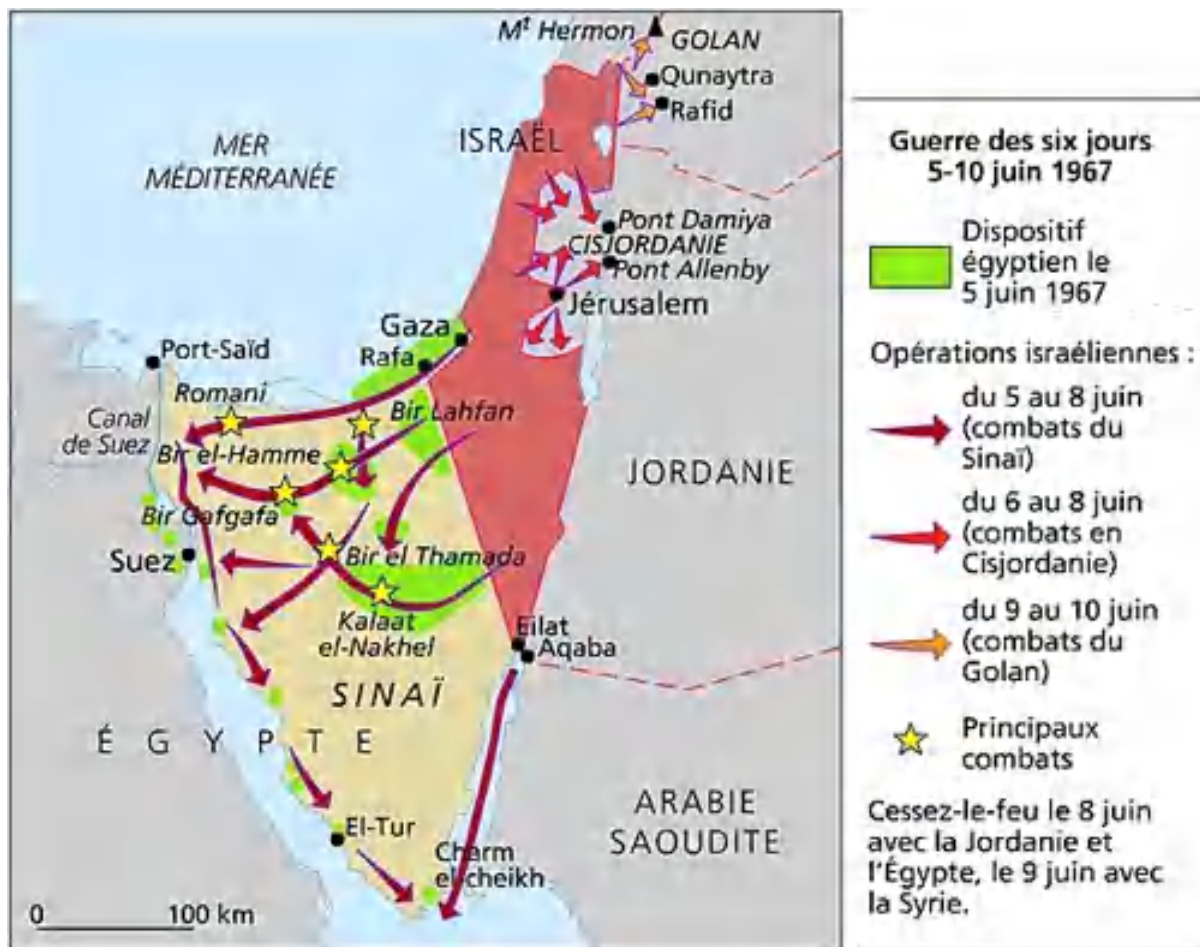 Mt Hermon
GOLAN
Qunaytra
Rafid
MER
MÉDITERRANÉE
ISRAËL
Pont Damiya
CISJORDANIE
Pont Allenby
Jérusalem
Gaza
Rafa
Port-Saïd
Romani
Canal
de Suez
Bir Lahfan
Bir el-Hamme
JORDANIE
Bir Gafgafa
Suez
Bir el Thamada
Kalaat
el-Nakhel
Eilat
Aqaba
SINAÏ
ÉGYPTE
ARABIE
SAOUDITE
El-Tur
Charm
el-cheikh
0 100 km
Guerre des six jours
5-10 juin 1967
Dispositif
égyptien le
5 juin 1967
Opérations israéliennes :
du 5 au 8 juin
(combats du
Sinaï)
du 6 au 8 juin
(combats en
Cisjordanie)
du 9 au 10 juin
(combats du
Golan)
Principaux
combats
Cessez-le-feu le 8 juin
avec la Jordanie et
l'Égypte, le 9 juin avec
la Syrie.